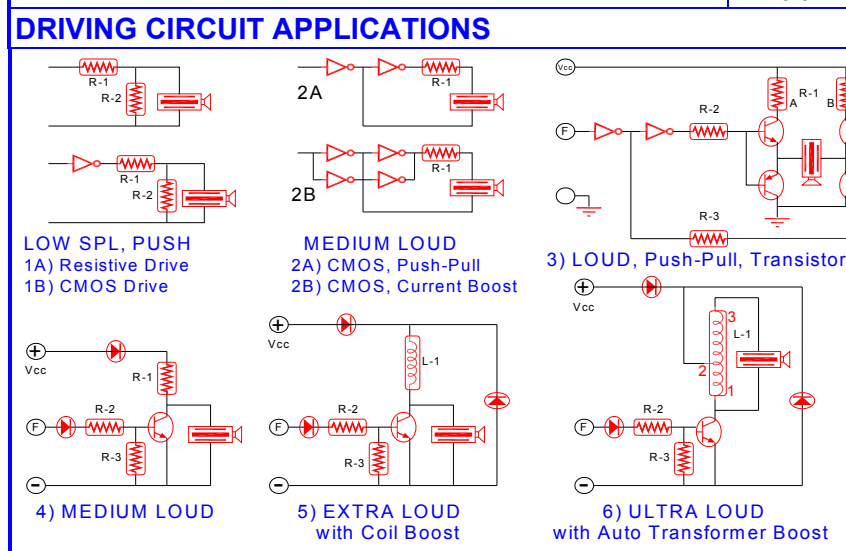 DRIVING CIRCUIT APPLICATIONS
R-1
R-2
R-1
R-2
LOW SPL, PUSH
1A) Resistive Drive
1B) CMOS Drive
2A
R-1
2B
R-1
MEDIUM LOUD
2A) CMOS, Push-Pull
2B) CMOS, Current Boost
Vcc
R-1
A
B
R-2
F
R-3
3) LOUD, Push-Pull, Transistor
Vcc
R-1
R-2
F
R-3
4) MEDIUM LOUD
Vcc
L-1
R-2
F
R-3
5) EXTRA LOUD
with Coil Boost
Vcc
3
L-1
2
1
R-2
F
R-3
6) ULTRA LOUD
with Auto Transformer Boost